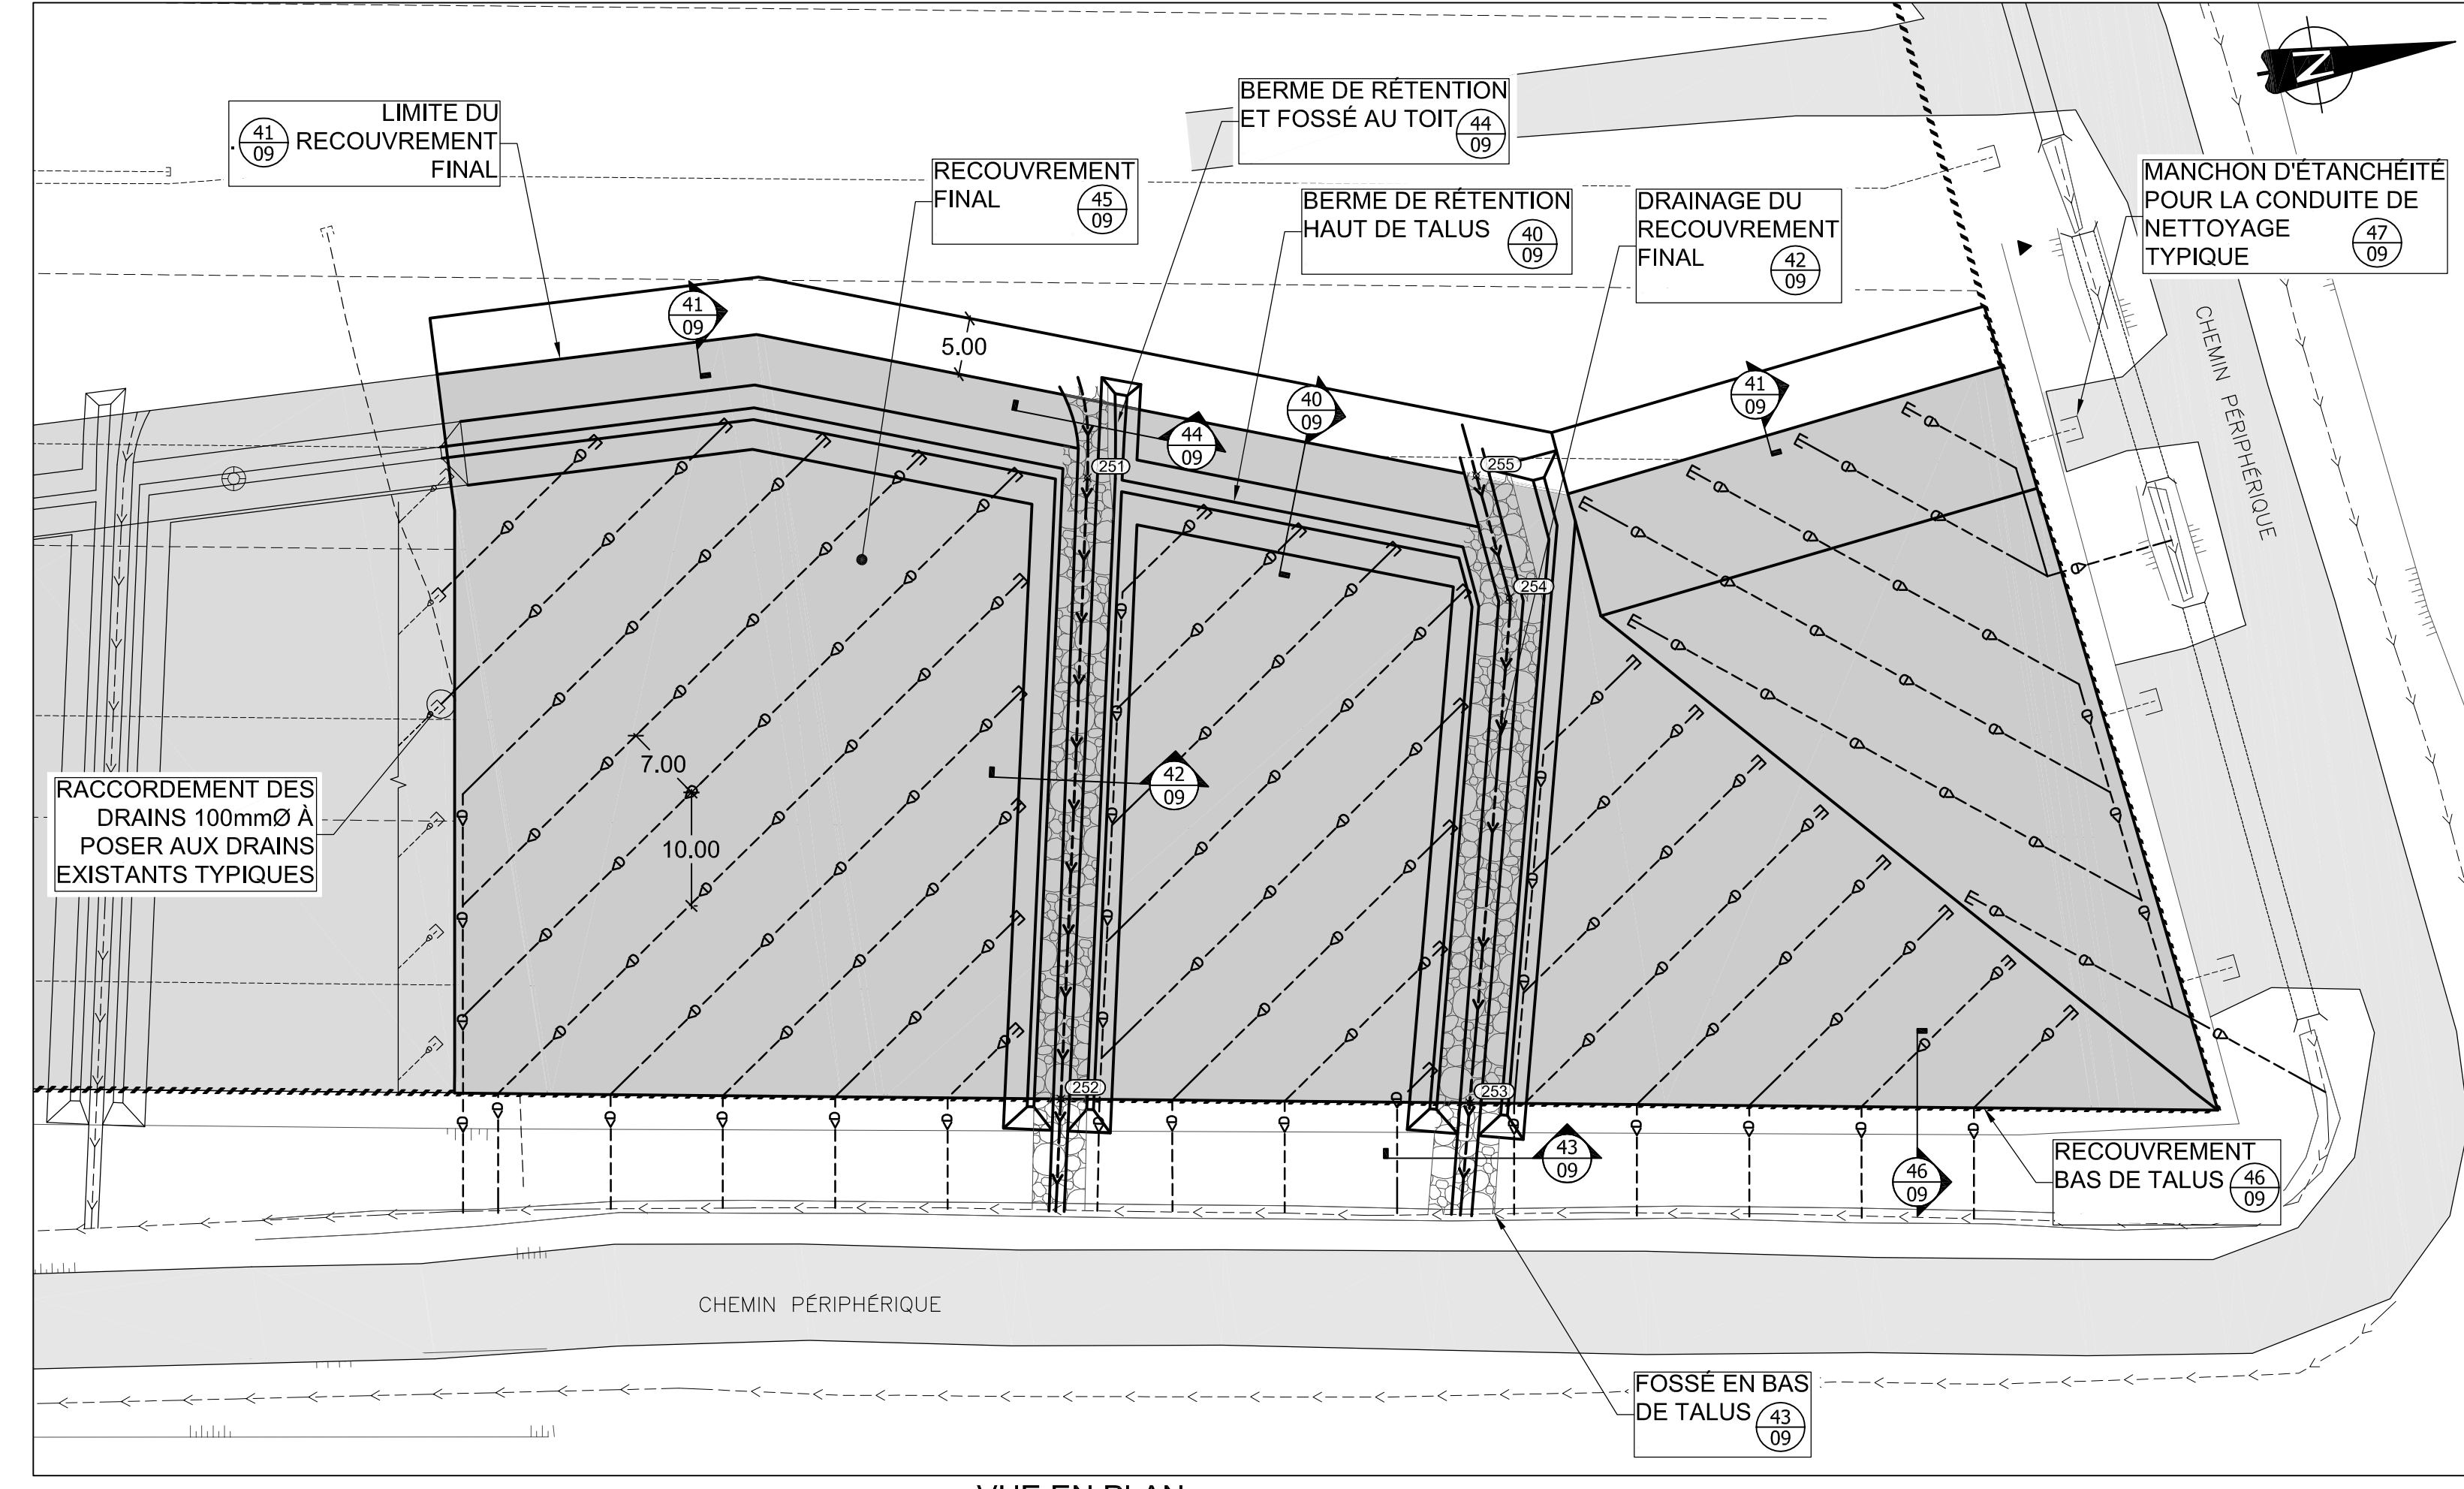 BERME DE RÉTENTION
ET FOSSÉ AU TOIT
44
09
N
LIMITE DU
RECOUVREMENT
FINAL
.
41
09
RECOUVREMENT
FINAL
45
09
BERME DE RÉTENTION
HAUT DE TALUS
40
09
DRAINAGE DU
RECOUVREMENT
FINAL
42
09
MANCHON D'ÉTANCHÉITÉ
POUR LA CONDUITE DE
NETTOYAGE
TYPIQUE
47
09
CHEMIN PÉRIPHÉRIQUE
41
09
5.00
40
09
41
09
44
09
251
255
254
7.00
10.00
42
09
RACCORDEMENT DES
DRAINS 100mmØ À
POSER AUX DRAINS
EXISTANTS TYPIQUES
252
253
43
09
46
09
RECOUVREMENT
BAS DE TALUS
46
09
CHEMIN PÉRIPHÉRIQUE
FOSSÉ EN BAS
DE TALUS
43
09
VUE EN PLAN